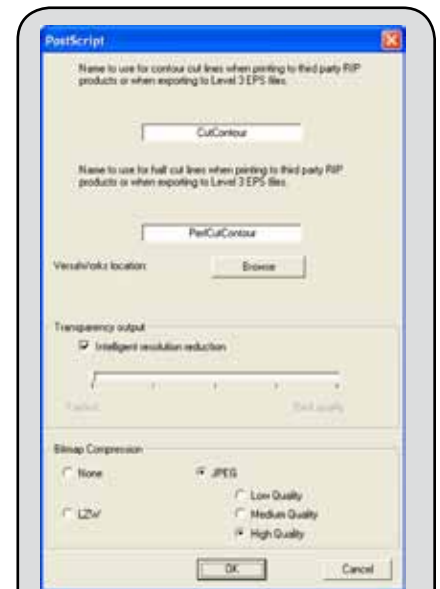 PostScript
Name to use for contour cut lines when printing to third party RIP
products or when exporting to Level 3 EPS files.
CutContour
Name to use for half cut lines when printing to third party RIP
products or when exporting to Level 3 EPS files.
PerfCutContour
VersaWorks location:
Browse
Transparency output
Intelligent resolution reduction
Fastest
Best quality
Bitmap Compression
None
JPEG
Low Quality
LZW
Medium Quality
High Quality
OK
Cancel